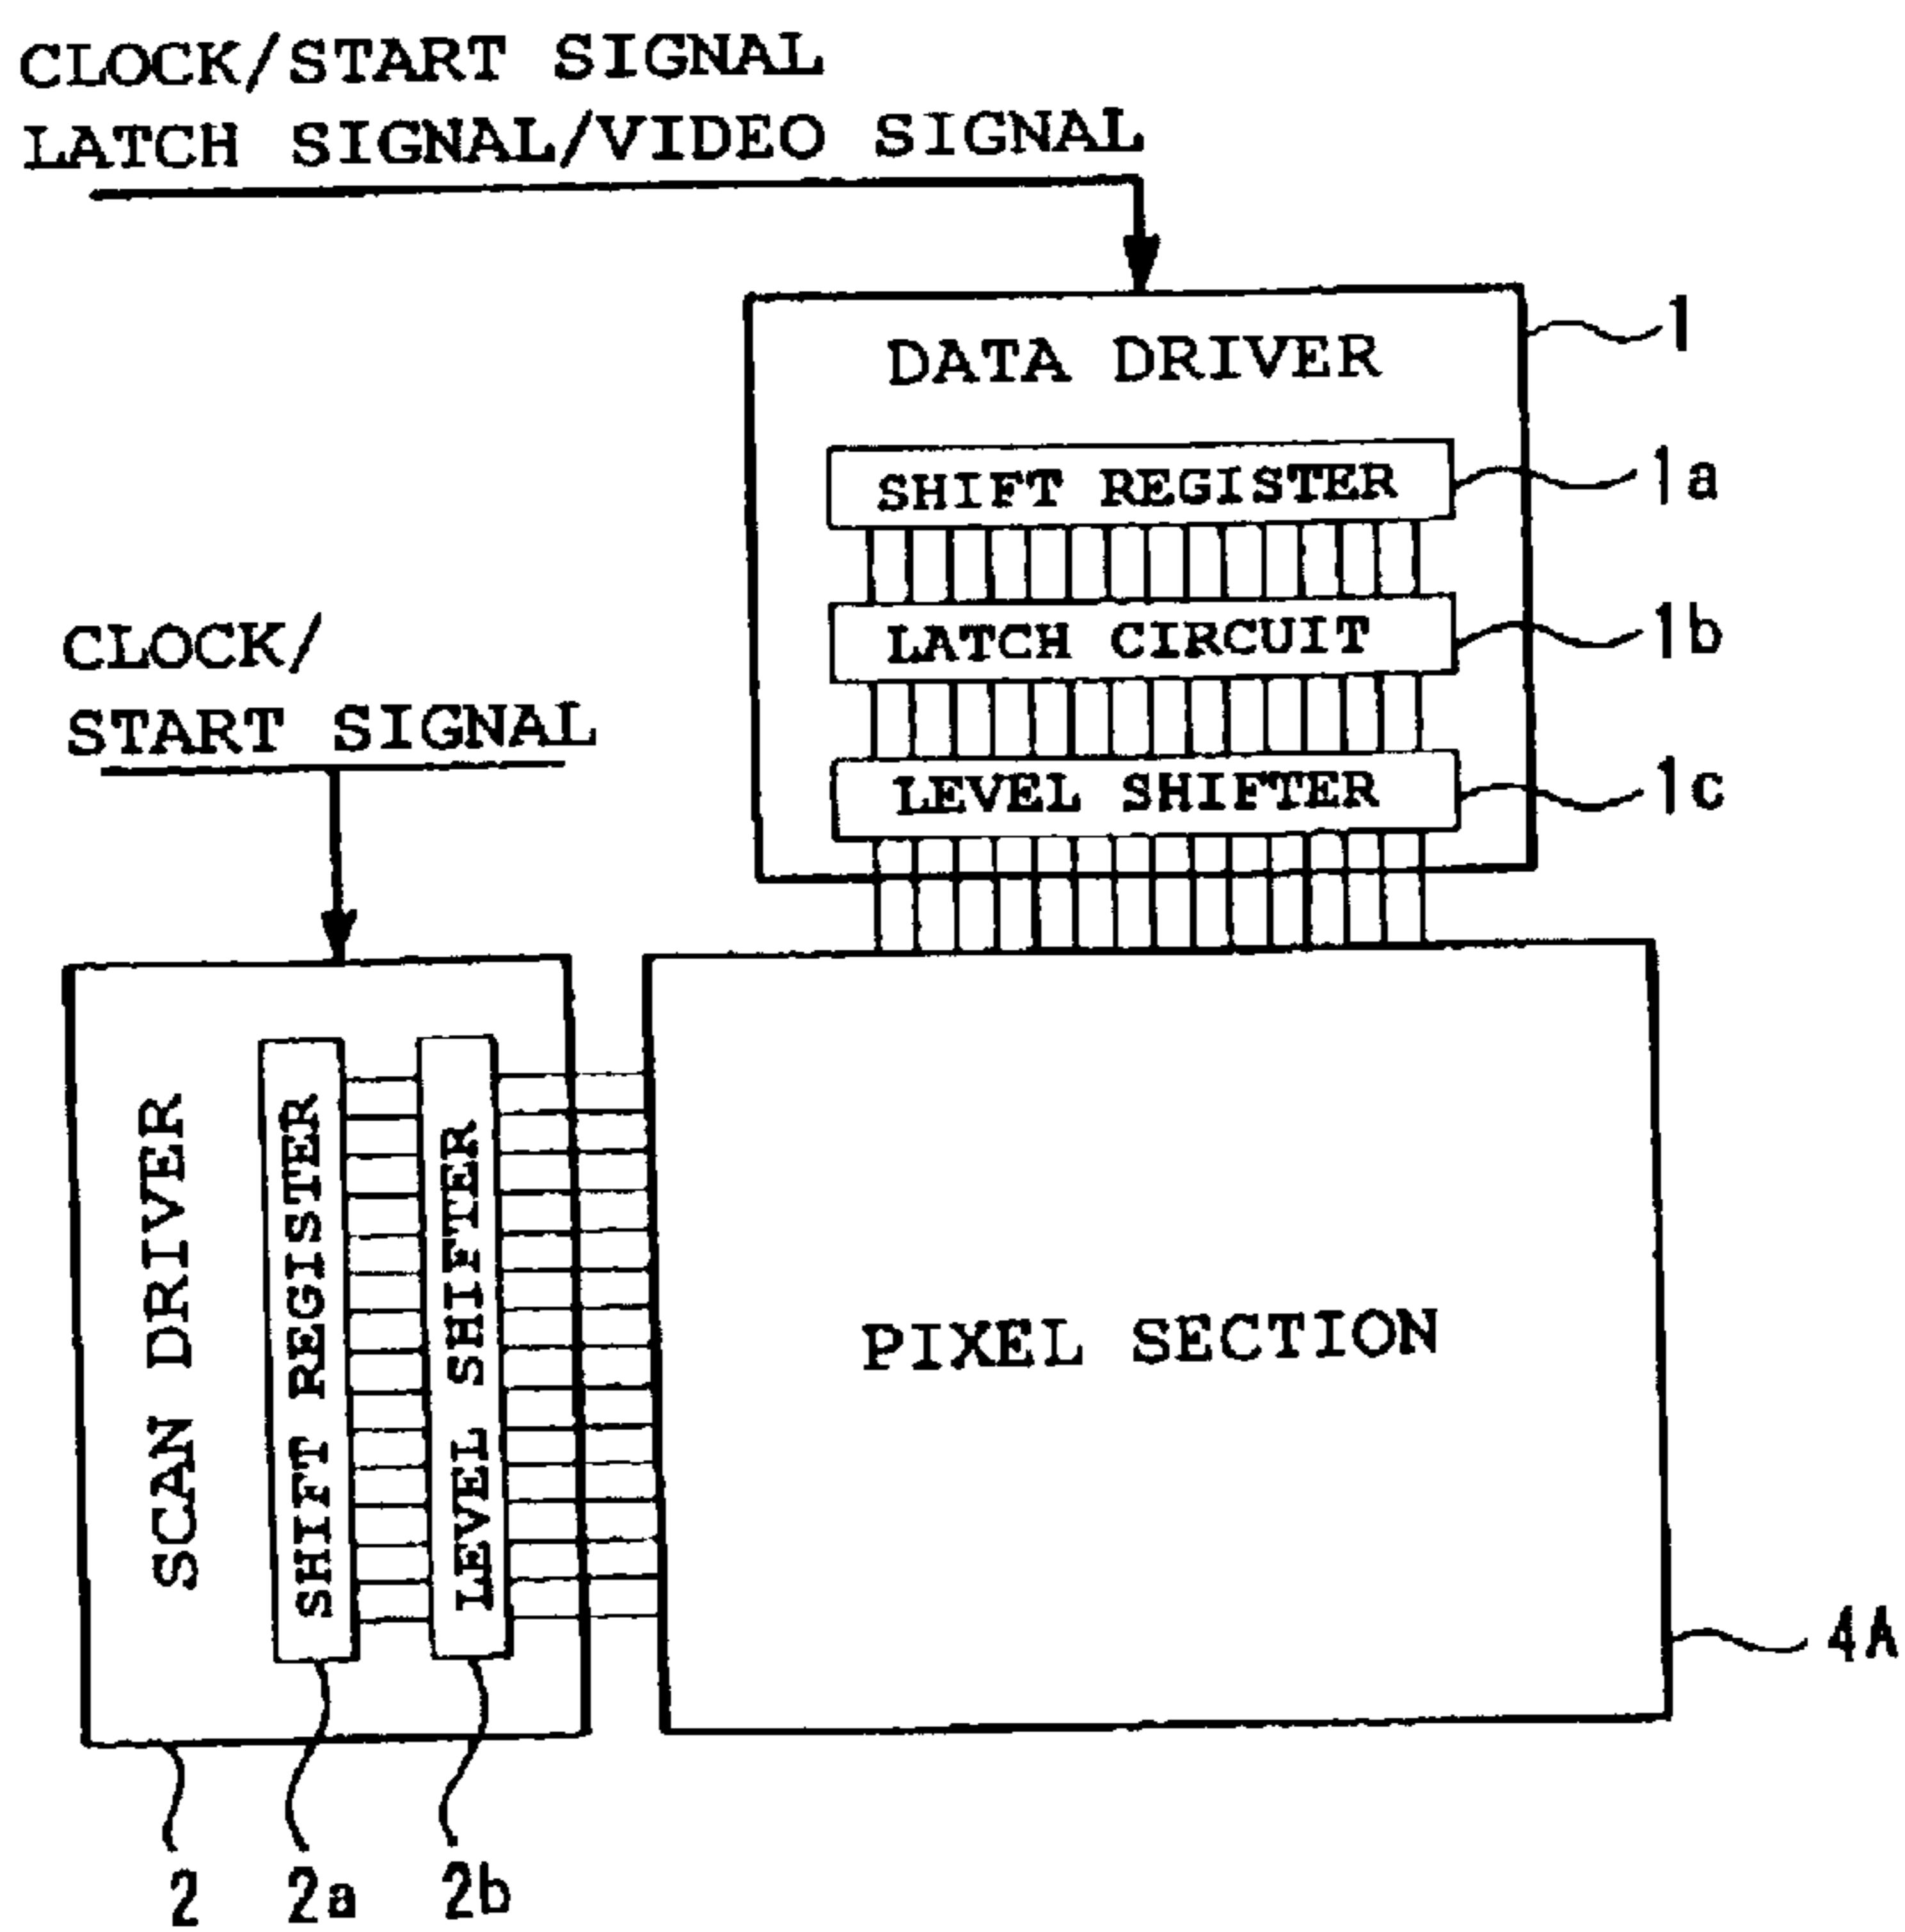 CLOCK/START SIGNAL
LATCH SIGNAL/VIDEO SIGNAL
DATA DRIVER
1
SHIFT REGISTER
1a
LATCH CIRCUIT
1b
LEVEL SHIFTER
1c
CLOCK/
START SIGNAL
SCAN DRIVER
SHIFT REGISTER
LEVEL SHIFTER
PIXEL SECTION
4A
2
2a
2b